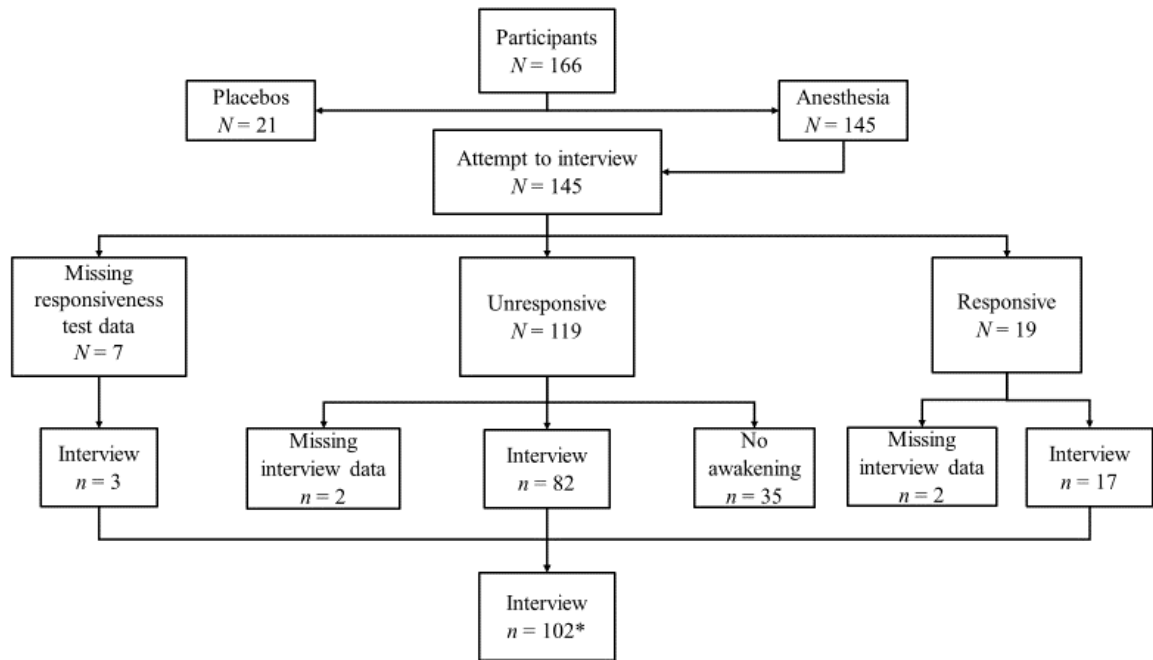 Participants
N = 166
Placebos
N = 21
Anesthesia
N = 145
Attempt to interview
N = 145
Missing
responsiveness
test data
N = 7
Unresponsive
N = 119
Responsive
N = 19
Interview
n = 3
Missing
interview data
n = 2
Interview
n = 82
No
awakening
n = 35
Missing
interview data
n = 2
Interview
n = 17
Interview
n = 102*